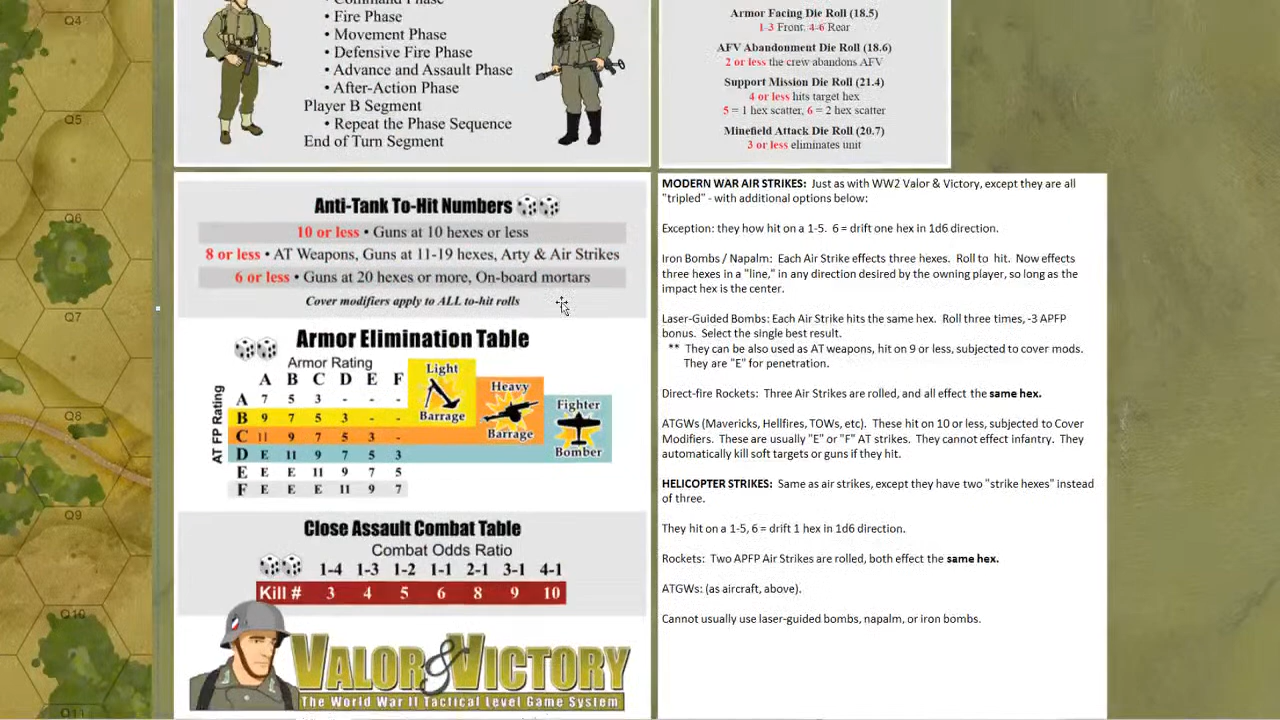 Q4
Q5
Q6
Q7
Q8
Q9
Q10
Q11
Command Phase
• Fire Phase
• Movement Phase
• Defensive Fire Phase
• Advance and Assault Phase
• After-Action Phase
Player B Segment
• Repeat the Phase Sequence
End of Turn Segment
Armor Facing Die Roll (18.5)
1-3 Front 4-6 Rear
AFV Abandonment Die Roll (18.6)
2 or less the crew abandons AFV
Support Mission Die Roll (21.4)
4 or less hits target hex
5 = 1 hex scatter, 6 = 2 hex scatter
Minefield Attack Die Roll (20.7)
3 or less eliminates unit
Anti-Tank To-Hit Numbers
10 or less • Guns at 10 hexes or less
8 or less • AT Weapons, Guns at 11-19 hexes, Arty & Air Strikes
6 or less • Guns at 20 hexes or more, On-board mortars
Cover modifiers apply to ALL to-hit rolls
Armor Elimination Table
Armor Rating
A B C D E F
AT FP Rating
A 7 5 3 - - -
B 9 7 5 3 - -
C 11 9 7 5 3 -
D E 11 9 7 5 3
E E E 11 9 7 5
F E E E 11 9 7
Light
Barrage
Heavy
Barrage
Fighter
Bomber
Close Assault Combat Table
Combat Odds Ratio
1-4 1-3 1-2 1-1 2-1 3-1 4-1
Kill # 3 4 5 6 8 9 10
VALOR & VICTORY
The World War II Tactical Level Game System
MODERN WAR AIR STRIKES: Just as with WW2 Valor & Victory, except they are all
"tripled" - with additional options below:
Exception: they how hit on a 1-5. 6 = drift one hex in 1d6 direction.
Iron Bombs / Napalm: Each Air Strike effects three hexes. Roll to hit. Now effects
three hexes in a "line," in any direction desired by the owning player, so long as the
impact hex is the center.
Laser-Guided Bombs: Each Air Strike hits the same hex. Roll three times, -3 APFP
bonus. Select the single best result.
** They can be also used as AT weapons, hit on 9 or less, subjected to cover mods.
They are "E" for penetration.
Direct-fire Rockets: Three Air Strikes are rolled, and all effect the same hex.
ATGWs (Mavericks, Hellfires, TOWs, etc). These hit on 10 or less, subjected to Cover
Modifiers. These are usually "E" or "F" AT strikes. They cannot effect infantry. They
automatically kill soft targets or guns if they hit.
HELICOPTER STRIKES: Same as air strikes, except they have two "strike hexes" instead
of three.
They hit on a 1-5, 6 = drift 1 hex in 1d6 direction.
Rockets: Two APFP Air Strikes are rolled, both effect the same hex.
ATGWs: (as aircraft, above).
Cannot usually use laser-guided bombs, napalm, or iron bombs.